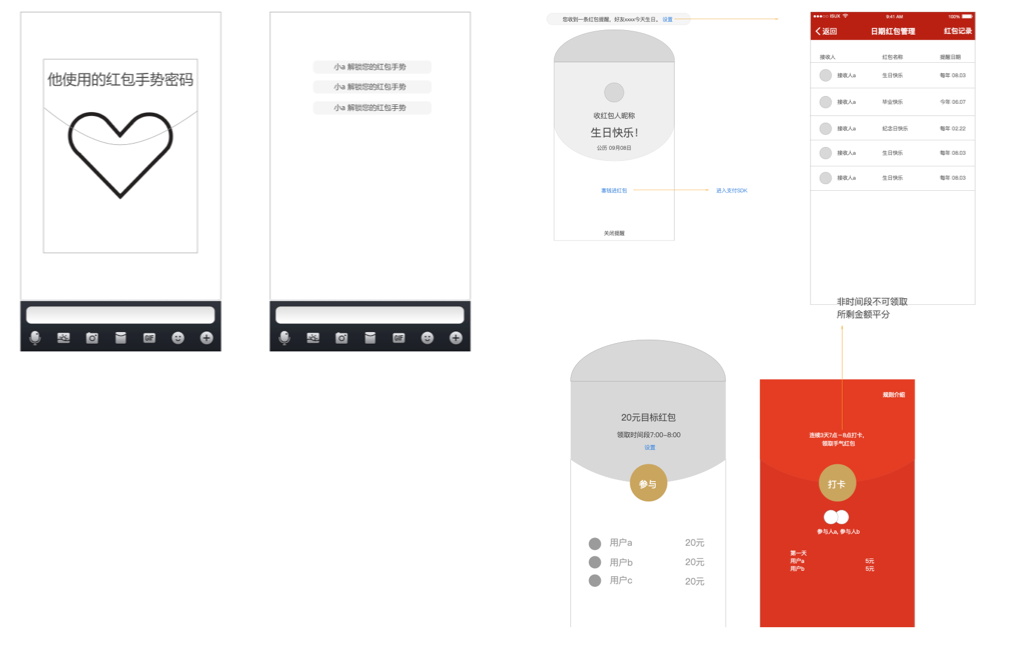 他使用的红包手势密码
GIF
小a 解锁您的红包手势
小a 解锁您的红包手势
小a 解锁您的红包手势
GIF
您收到一条红包提醒，好友xxxx今天生日。 设置
收红包人昵称
生日快乐！
公历 09月08日
拿钱进红包
进入支付SDK
关闭提醒
ISUX 9:41 AM 100%
返回 日期红包管理 红包记录
接收人 红包名称 提醒日期
接收人a 生日快乐 每年 08.03
接收人a 毕业快乐 今年 06.07
接收人a 纪念日快乐 每年 03.22
接收人a 生日快乐 每年 08.03
接收人a 生日快乐 每年 08.03
非时间段不可领取
所剩金额平分
20元目标红包
领取时间段7:00-8:00
设置
参与
用户a 20元
用户b 20元
用户c 20元
规则介绍
连续3天7点－8点打卡，
领取手气红包
打卡
参与人a, 参与人b
第一天
用户a 5元
用户b 5元